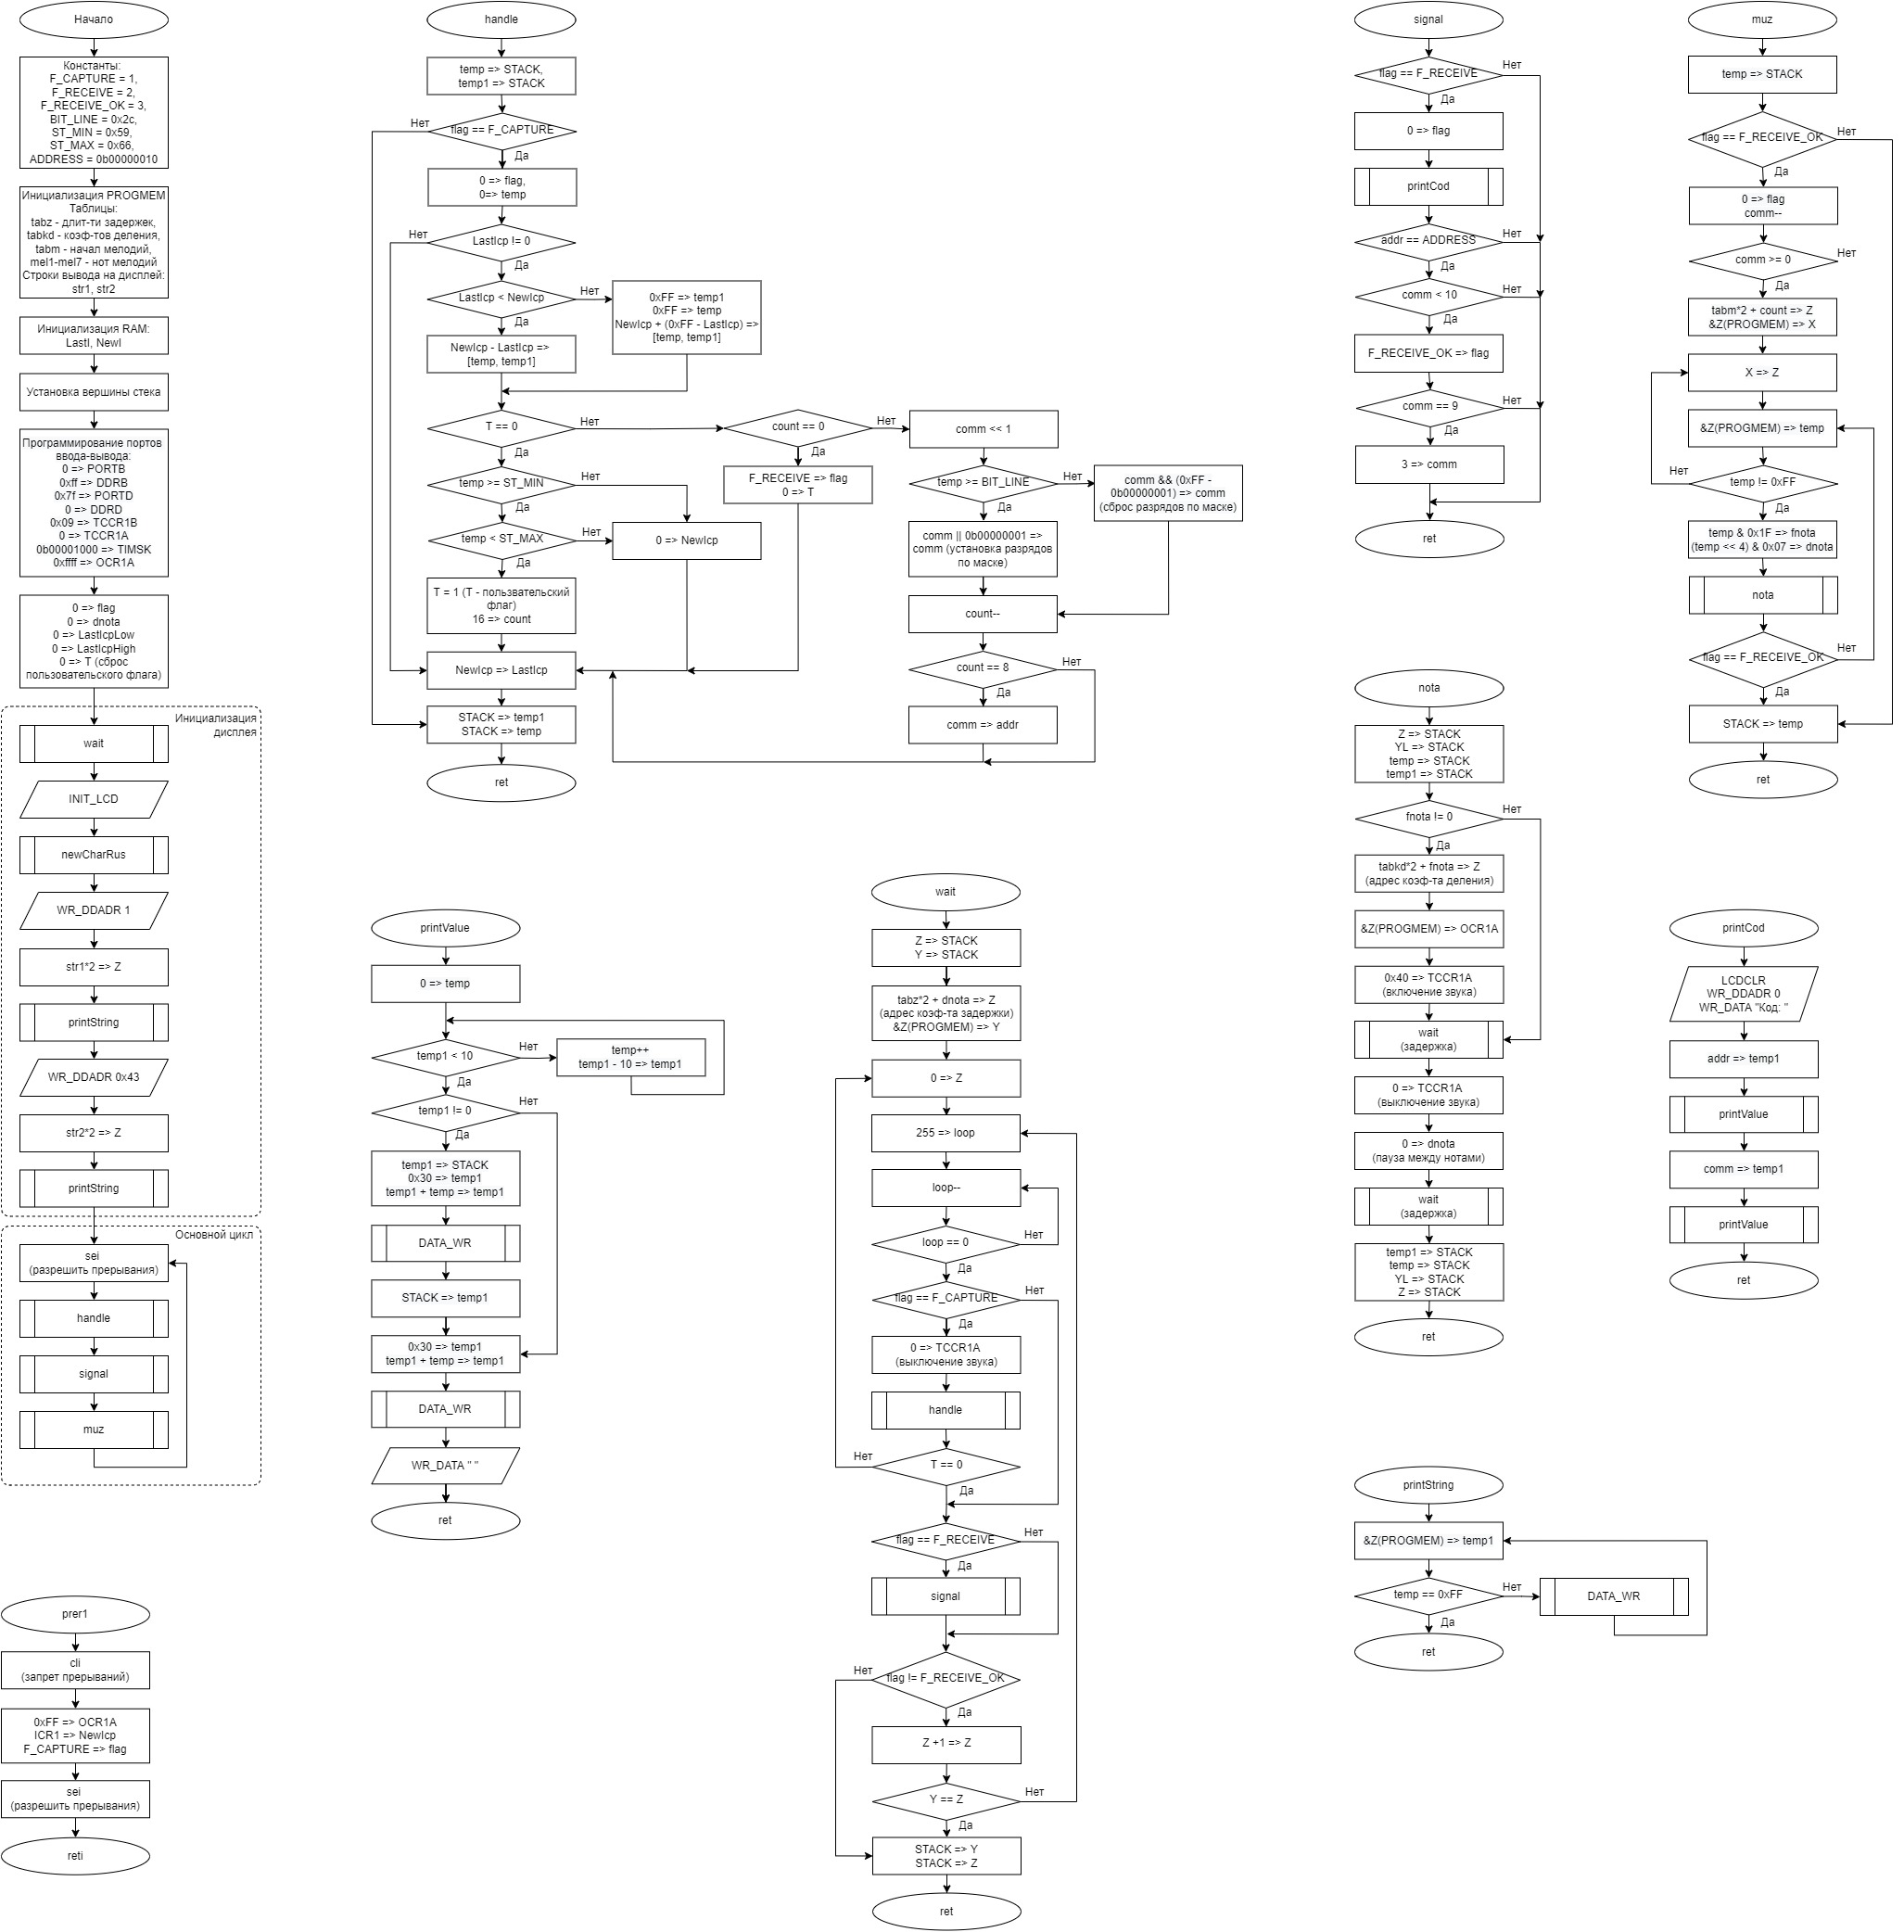 Начало
Константы:
F_CAPTURE = 1,
F_RECEIVE = 2,
F_RECEIVE_OK = 3,
BIT_LINE = 0x2c,
ST_MIN = 0x59,
ST_MAX = 0x66,
ADDRESS = 0b00000010
Инициализация PROGMEM
Таблицы:
tabz - длит-ти задержек,
tabkd - коэф-тов деления,
tabm - начал мелодий,
mel1-mel7 - нот мелодий
Строки вывода на дисплей:
str1, str2
Инициализация RAM:
LastI, NewI
Установка вершины стека
Программирование портов
ввода-вывода:
0 => PORTB
0xff => DDRB
0x7f => PORTD
0 => DDRD
0x09 => TCCR1B
0 => TCCR1A
0b00001000 => TIMSK
0xffff => OCR1A
0 => flag
0 => dnota
0 => LastIcpLow
0 => LastIcpHigh
0 => T (сброс
пользовательского флага)
Инициализация
дисплея
wait
INIT_LCD
newCharRus
WR_DDADR 1
str1*2 => Z
printString
WR_DDADR 0x43
str2*2 => Z
printString
Основной цикл
sei
(разрешить прерывания)
handle
signal
muz
prer1
cli
(запрет прерываний)
0xFF => OCR1A
ICR1 => NewIcp
F_CAPTURE => flag
sei
(разрешить прерывания)
reti
handle
temp => STACK,
temp1 => STACK
Нет
flag == F_CAPTURE
Да
0 => flag,
0=> temp
Нет
LastIcp != 0
Да
LastIcp < NewIcp
Нет
Да
0xFF => temp1
0xFF => temp
NewIcp + (0xFF - LastIcp) =>
[temp, temp1]
NewIcp - LastIcp =>
[temp, temp1]
T == 0
Нет
Да
count == 0
Нет
Да
comm << 1
temp >= ST_MIN
Нет
Да
F_RECEIVE => flag
0 => T
temp >= BIT_LINE
Нет
Да
comm && (0xFF -
0b00000001) => comm
(сброс разрядов по маске)
temp < ST_MAX
Нет
Да
0 => NewIcp
comm || 0b00000001 =>
comm (установка разрядов
по маске)
T = 1 (T - пользвательский
флаг)
16 => count
count--
NewIcp => LastIcp
count == 8
Нет
Да
STACK => temp1
STACK => temp
comm => addr
ret
printValue
0 => temp
temp1 < 10
Нет
Да
temp++
temp1 - 10 => temp1
temp1 != 0
Нет
Да
temp1 => STACK
0x30 => temp1
temp1 + temp => temp1
DATA_WR
STACK => temp1
0x30 => temp1
temp1 + temp => temp1
DATA_WR
WR_DATA " "
ret
wait
Z => STACK
Y => STACK
tabz*2 + dnota => Z
(адрес коэф-та задержки)
&Z(PROGMEM) => Y
0 => Z
255 => loop
loop--
loop == 0
Нет
Да
flag == F_CAPTURE
Нет
Да
0 => TCCR1A
(выключение звука)
handle
Нет
T == 0
Да
flag == F_RECEIVE
Нет
Да
signal
Нет
flag != F_RECEIVE_OK
Да
Z +1 => Z
Y == Z
Нет
Да
STACK => Y
STACK => Z
ret
signal
flag == F_RECEIVE
Нет
Да
0 => flag
printCod
addr == ADDRESS
Нет
Да
comm < 10
Нет
Да
F_RECEIVE_OK => flag
comm == 9
Нет
Да
3 => comm
ret
nota
Z => STACK
YL => STACK
temp => STACK
temp1 => STACK
fnota != 0
Нет
Да
tabkd*2 + fnota => Z
(адрес коэф-та деления)
&Z(PROGMEM) => OCR1A
0x40 => TCCR1A
(включение звука)
wait
(задержка)
0 => TCCR1A
(выключение звука)
0 => dnota
(пауза между нотами)
wait
(задержка)
temp1 => STACK
temp => STACK
YL => STACK
Z => STACK
ret
printString
&Z(PROGMEM) => temp1
temp == 0xFF
Нет
Да
DATA_WR
ret
muz
temp => STACK
flag == F_RECEIVE_OK
Нет
Да
0 => flag
comm--
comm >= 0
Нет
Да
tabm*2 + count => Z
&Z(PROGMEM) => X
X => Z
&Z(PROGMEM) => temp
Нет
temp != 0xFF
Да
temp & 0x1F => fnota
(temp << 4) & 0x07 => dnota
nota
flag == F_RECEIVE_OK
Нет
Да
STACK => temp
ret
printCod
LCDCLR
WR_DDADR 0
WR_DATA "Код: "
addr => temp1
printValue
comm => temp1
printValue
ret